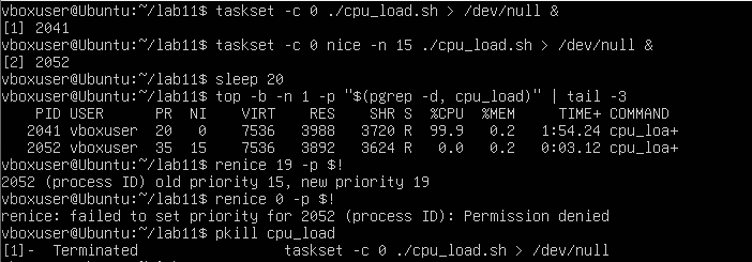 vboxuser@Ubuntu:~/lab11$ taskset -c 0 ./cpu_load.sh > /dev/null &
[1] 2041
vboxuser@Ubuntu:~/lab11$ taskset -c 0 nice -n 15 ./cpu_load.sh > /dev/null &
[2] 2052
vboxuser@Ubuntu:~/lab11$ sleep 20
vboxuser@Ubuntu:~/lab11$ top -b -n 1 -p "$(pgrep -d, cpu_load)" | tail -3
    PID USER      PR  NI    VIRT    RES    SHR S  %CPU  %MEM     TIME+ COMMAND
   2041 vboxuser  20   0    7536   3988   3720 R  99.9   0.2   1:54.24 cpu_loa+
   2052 vboxuser  35  15    7536   3892   3624 R   0.0   0.2   0:03.12 cpu_loa+
vboxuser@Ubuntu:~/lab11$ renice 19 -p $!
2052 (process ID) old priority 15, new priority 19
vboxuser@Ubuntu:~/lab11$ renice 0 -p $!
renice: failed to set priority for 2052 (process ID): Permission denied
vboxuser@Ubuntu:~/lab11$ pkill cpu_load
[1]-  Terminated              taskset -c 0 ./cpu_load.sh > /dev/null